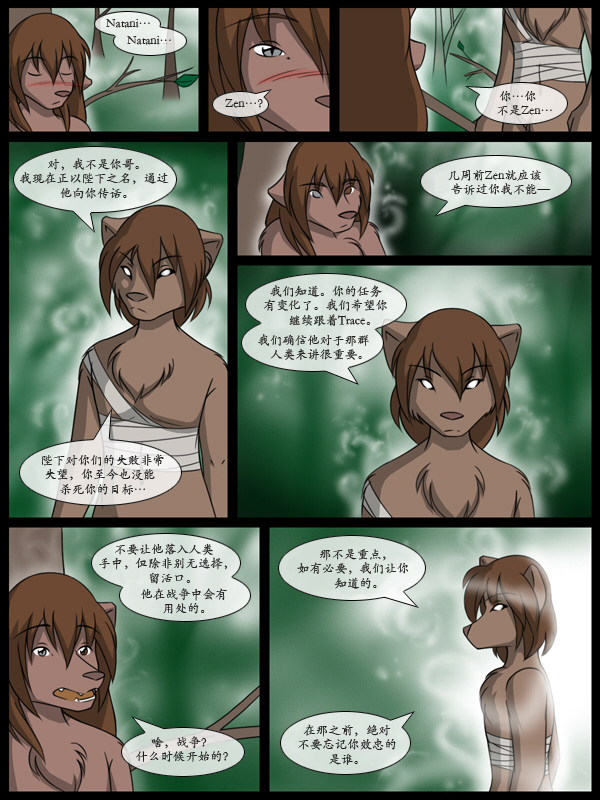 Natani…
Natani…
Zen…?
你…你
不是Zen…
对，我不是你哥。
我现在正以陛下之名，通过
他向你传话。
陛下对你们的失败非常
失望，你至今也没能
杀死你的目标…
几周前Zen就应该
告诉过你我不能—
我们知道。你的任务
有变化了。我们希望你
继续跟着Trace。
我们确信他对于那群
人类来讲很重要。
不要让他落入人类
手中，但除非别无选择，
留活口。
他在战争中会有
用处的。
啥，战争？
什么时候开始的？
那不是重点，
如有必要，我们让你
知道的。
在那之前，绝对
不要忘记你效忠的
是谁。